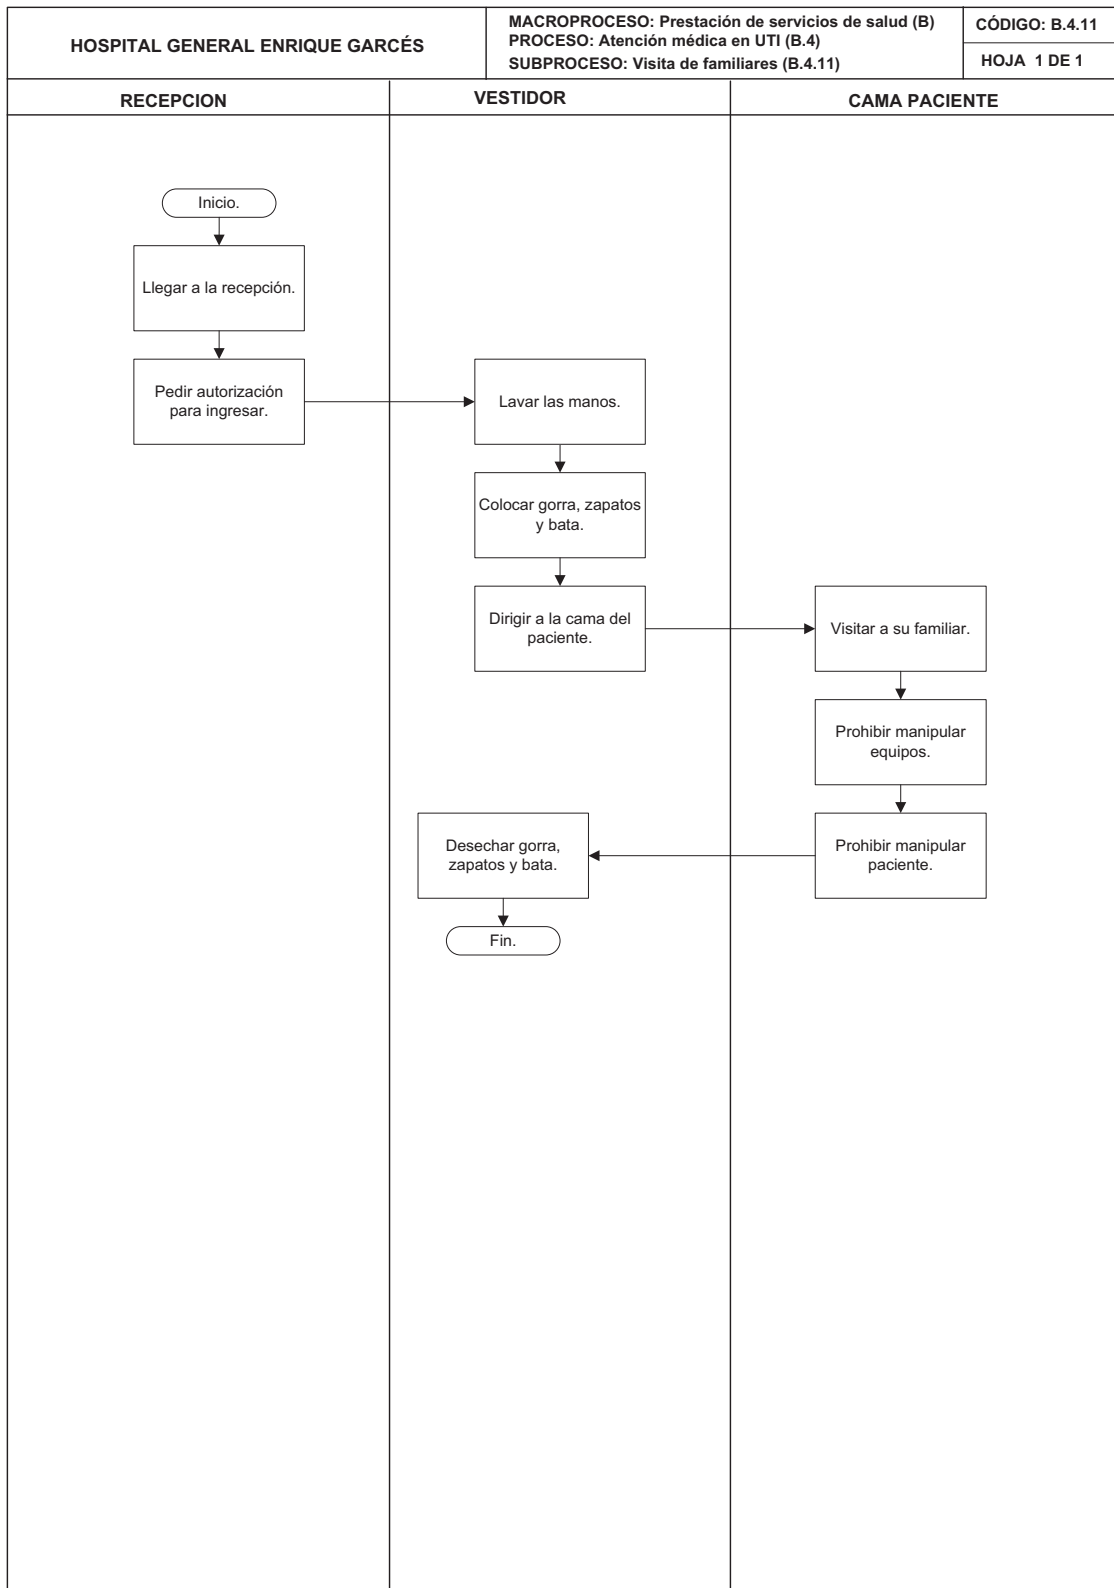 HOSPITAL GENERAL ENRIQUE GARCÉS
MACROPROCESO: Prestación de servicios de salud (B)
PROCESO: Atención médica en UTI (B.4)
SUBPROCESO: Visita de familiares (B.4.11)
CÓDIGO: B.4.11
HOJA 1 DE 1
RECEPCION
VESTIDOR
CAMA PACIENTE
Inicio.
Llegar a la recepción.
Pedir autorización
para ingresar.
Lavar las manos.
Colocar gorra, zapatos
y bata.
Dirigir a la cama del
paciente.
Visitar a su familiar.
Prohibir manipular
equipos.
Prohibir manipular
paciente.
Desechar gorra,
zapatos y bata.
Fin.